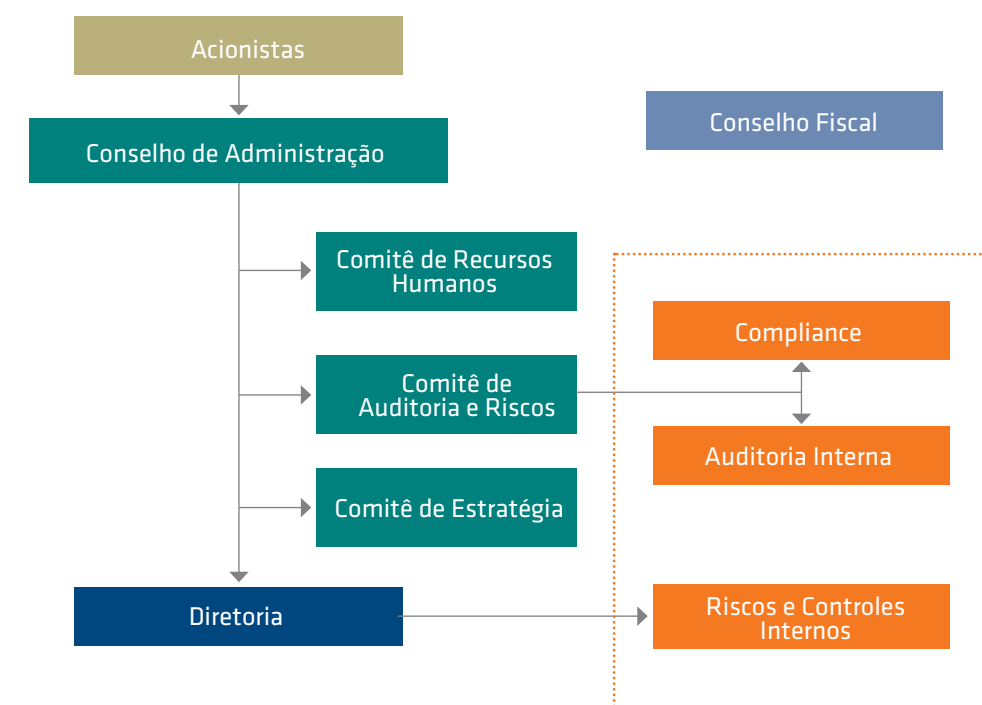 Acionistas
Conselho Fiscal
Conselho de Administração
Comitê de Recursos
Humanos
Compliance
Comitê de
Auditoria e Riscos
Auditoria Interna
Comitê de Estratégia
Diretoria
Riscos e Controles
Internos